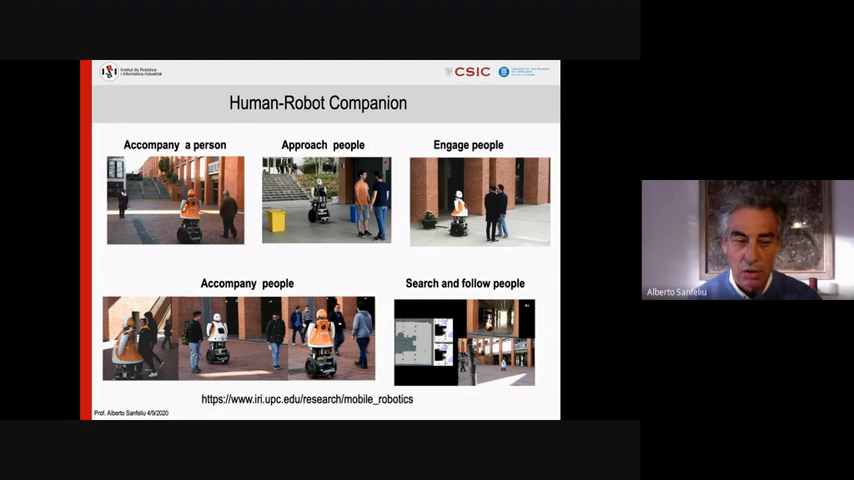 Institut de Robòtica
i Informàtica Industrial
CSIC
Human-Robot Companion
Accompany a person
Approach people
Engage people
Accompany people
Search and follow people
https://www.iri.upc.edu/research/mobile_robotics
Prof. Alberto Sanfeliu 4/9/2020
Alberto Sanfeliu